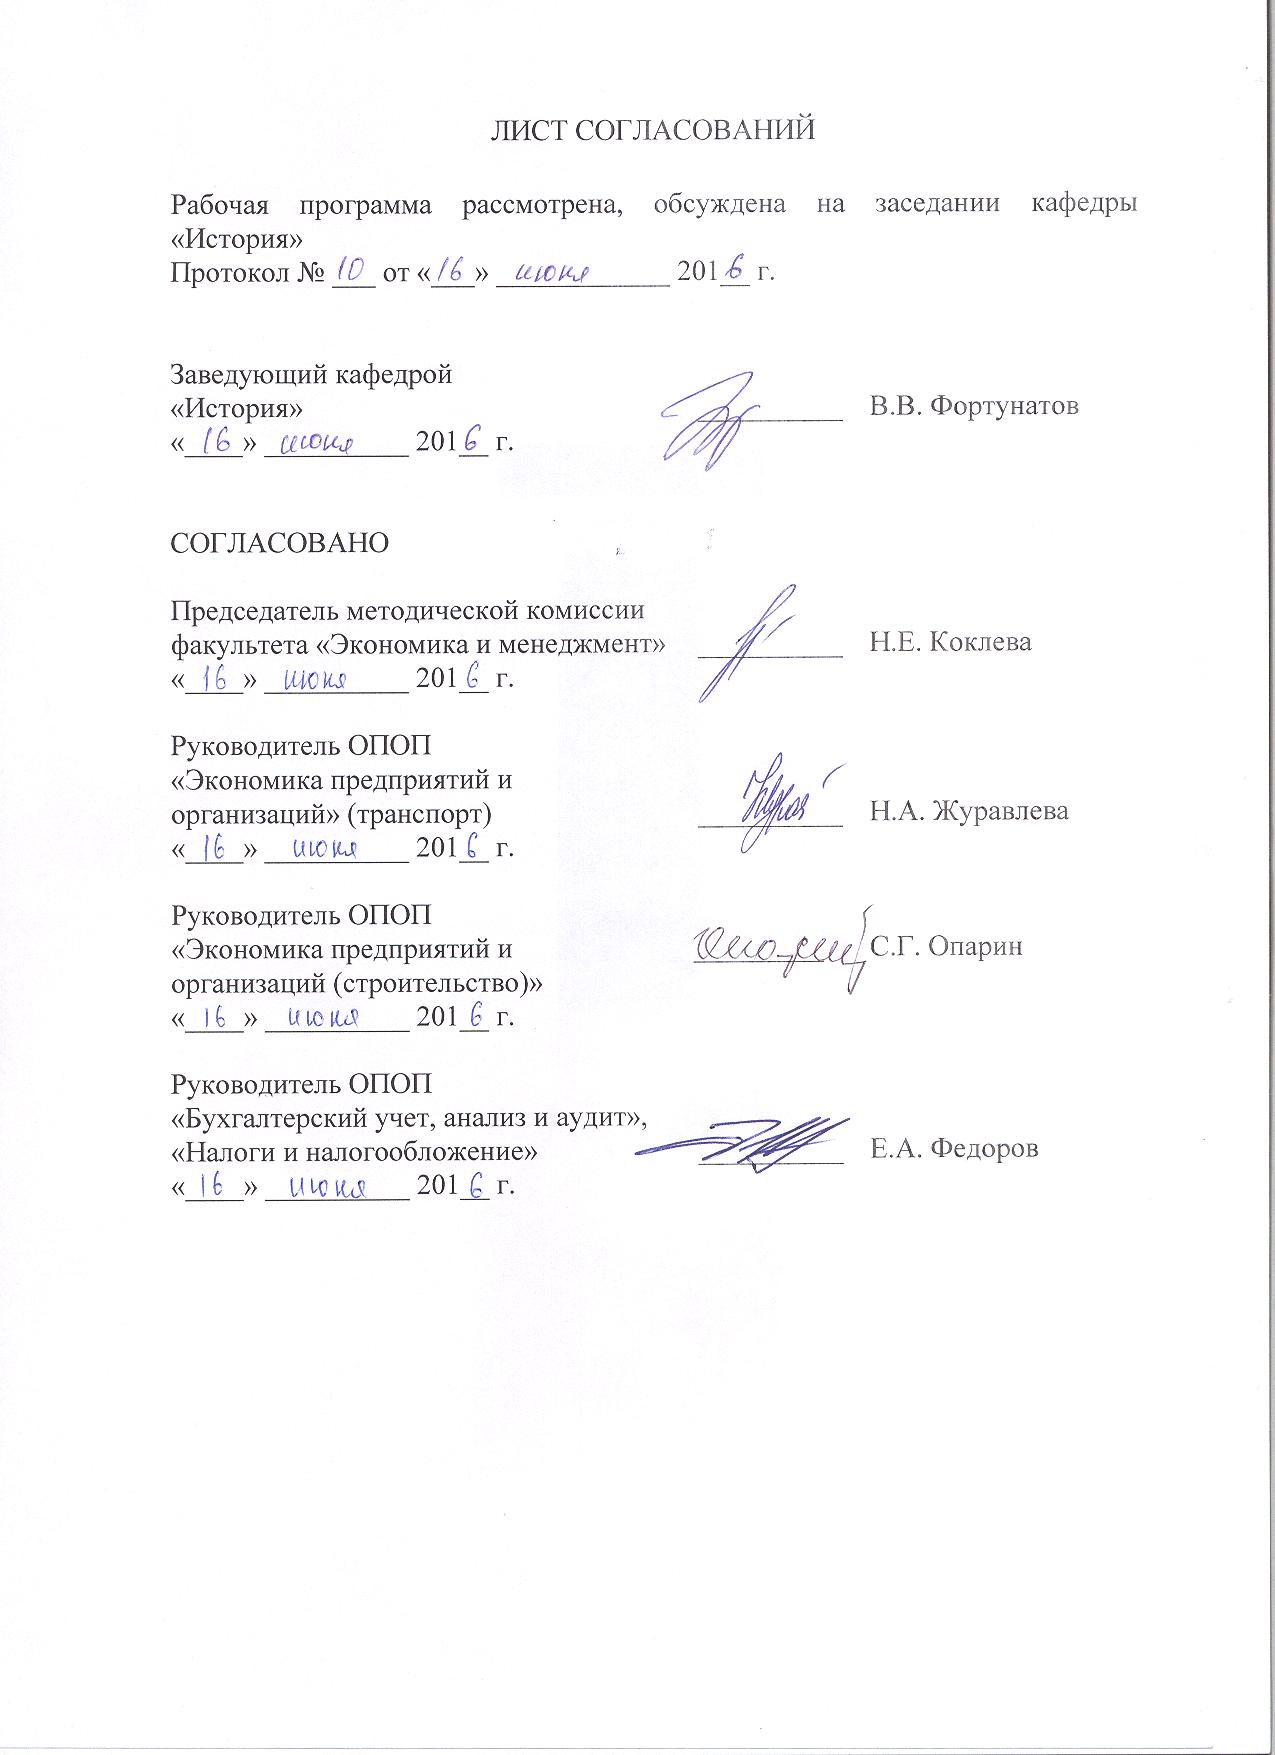 ЛИСТ СОГЛАСОВАНИЙ
Рабочая программа рассмотрена, обсуждена на заседании кафедры
«История»
Протокол № 10 от «16» июня 2016 г.
Заведующий кафедрой
«История» В.В. Фортунатов
«16» июня 2016 г.
СОГЛАСОВАНО
Председатель методической комиссии
факультета «Экономика и менеджмент» Н.Е. Коклева
«16» июня 2016 г.
Руководитель ОПОП
«Экономика предприятий и
организаций» (транспорт) Н.А. Журавлева
«16» июня 2016 г.
Руководитель ОПОП
«Экономика предприятий и С.Г. Опарин
организаций (строительство)»
«16» июня 2016 г.
Руководитель ОПОП
«Бухгалтерский учет, анализ и аудит»,
«Налоги и налогообложение» Е.А. Федоров
«16» июня 2016 г.